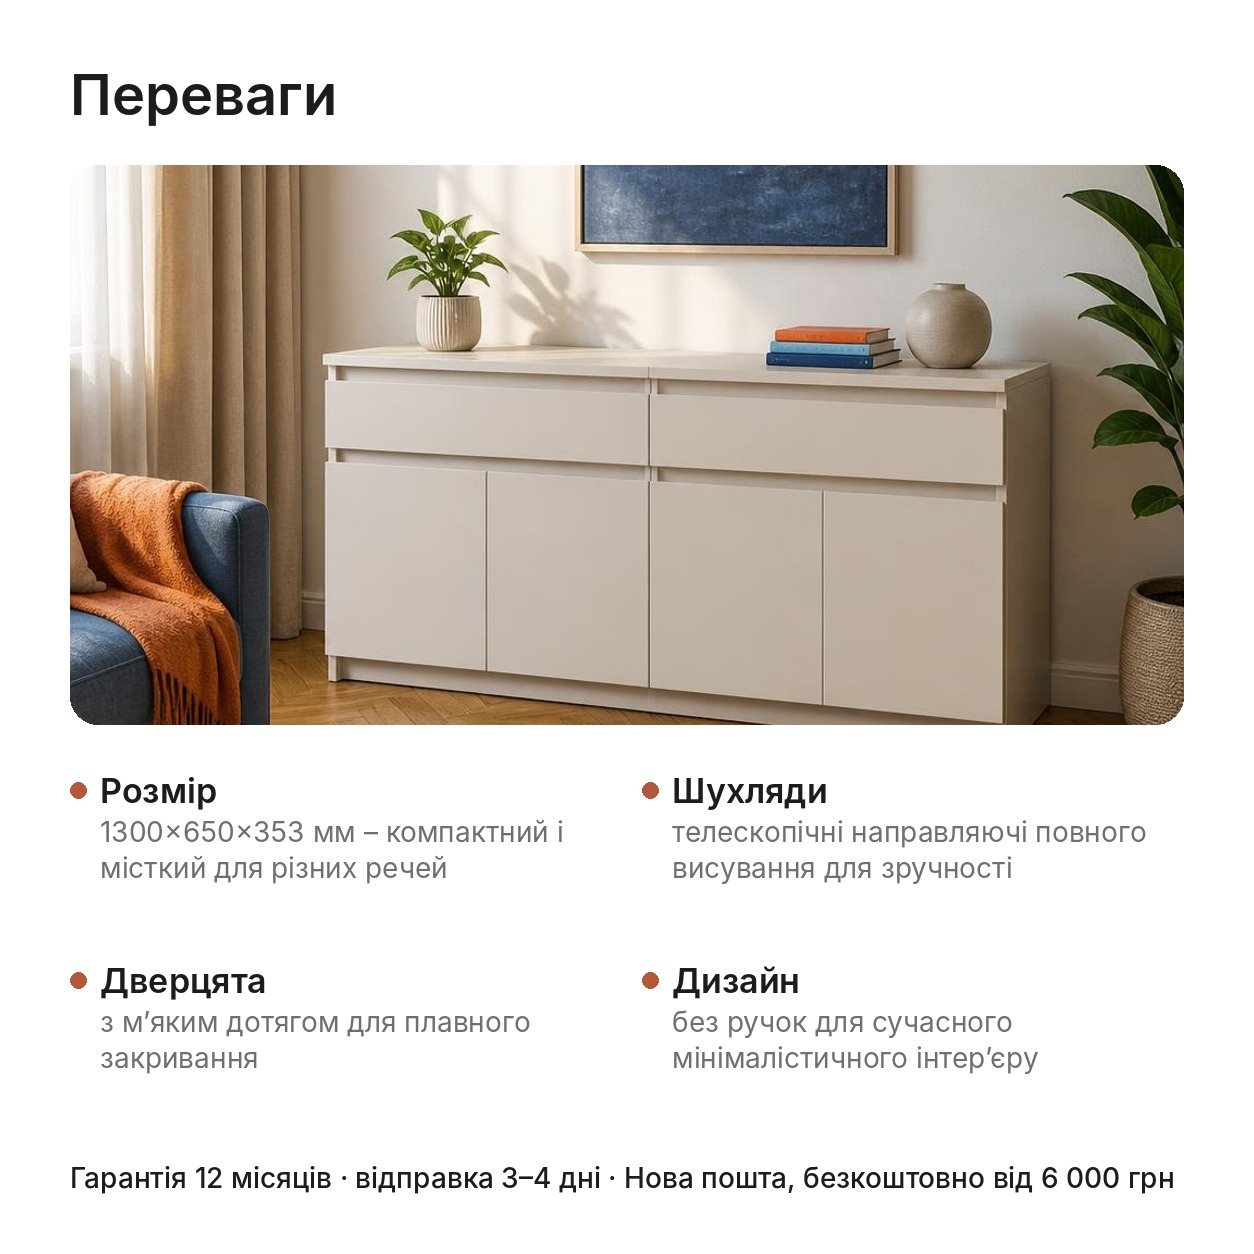 Переваги
Розмір
1300×650×353 мм – компактний і
місткий для різних речей
Шухляди
телескопічні направляючі повного
висування для зручності
Дверцята
з м’яким дотягом для плавного
закривання
Дизайн
без ручок для сучасного
мінімалістичного інтер’єру
Гарантія 12 місяців · відправка 3–4 дні · Нова пошта, безкоштовно від 6 000 грн